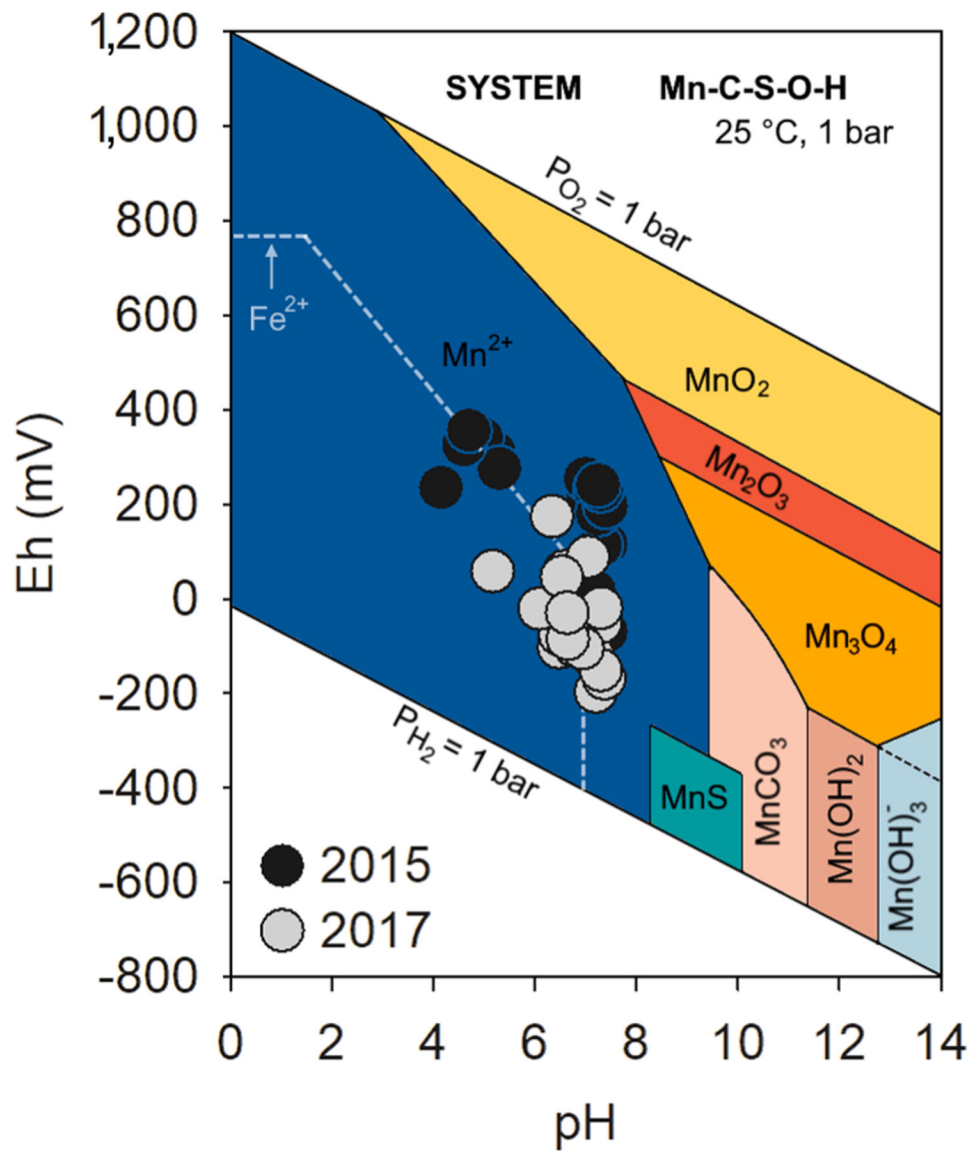 1,200
1,000
800
600
400
200
0
-200
-400
-600
-800
Eh (mV)
SYSTEM Mn-C-S-O-H
25 °C, 1 bar
P_O₂ = 1 bar
Fe²⁺
Mn²⁺
MnO₂
Mn₂O₃
Mn₃O₄
P_H₂ = 1 bar
MnS
MnCO₃
Mn(OH)₂
Mn(OH)₃⁻
2015
2017
0 2 4 6 8 10 12 14
pH